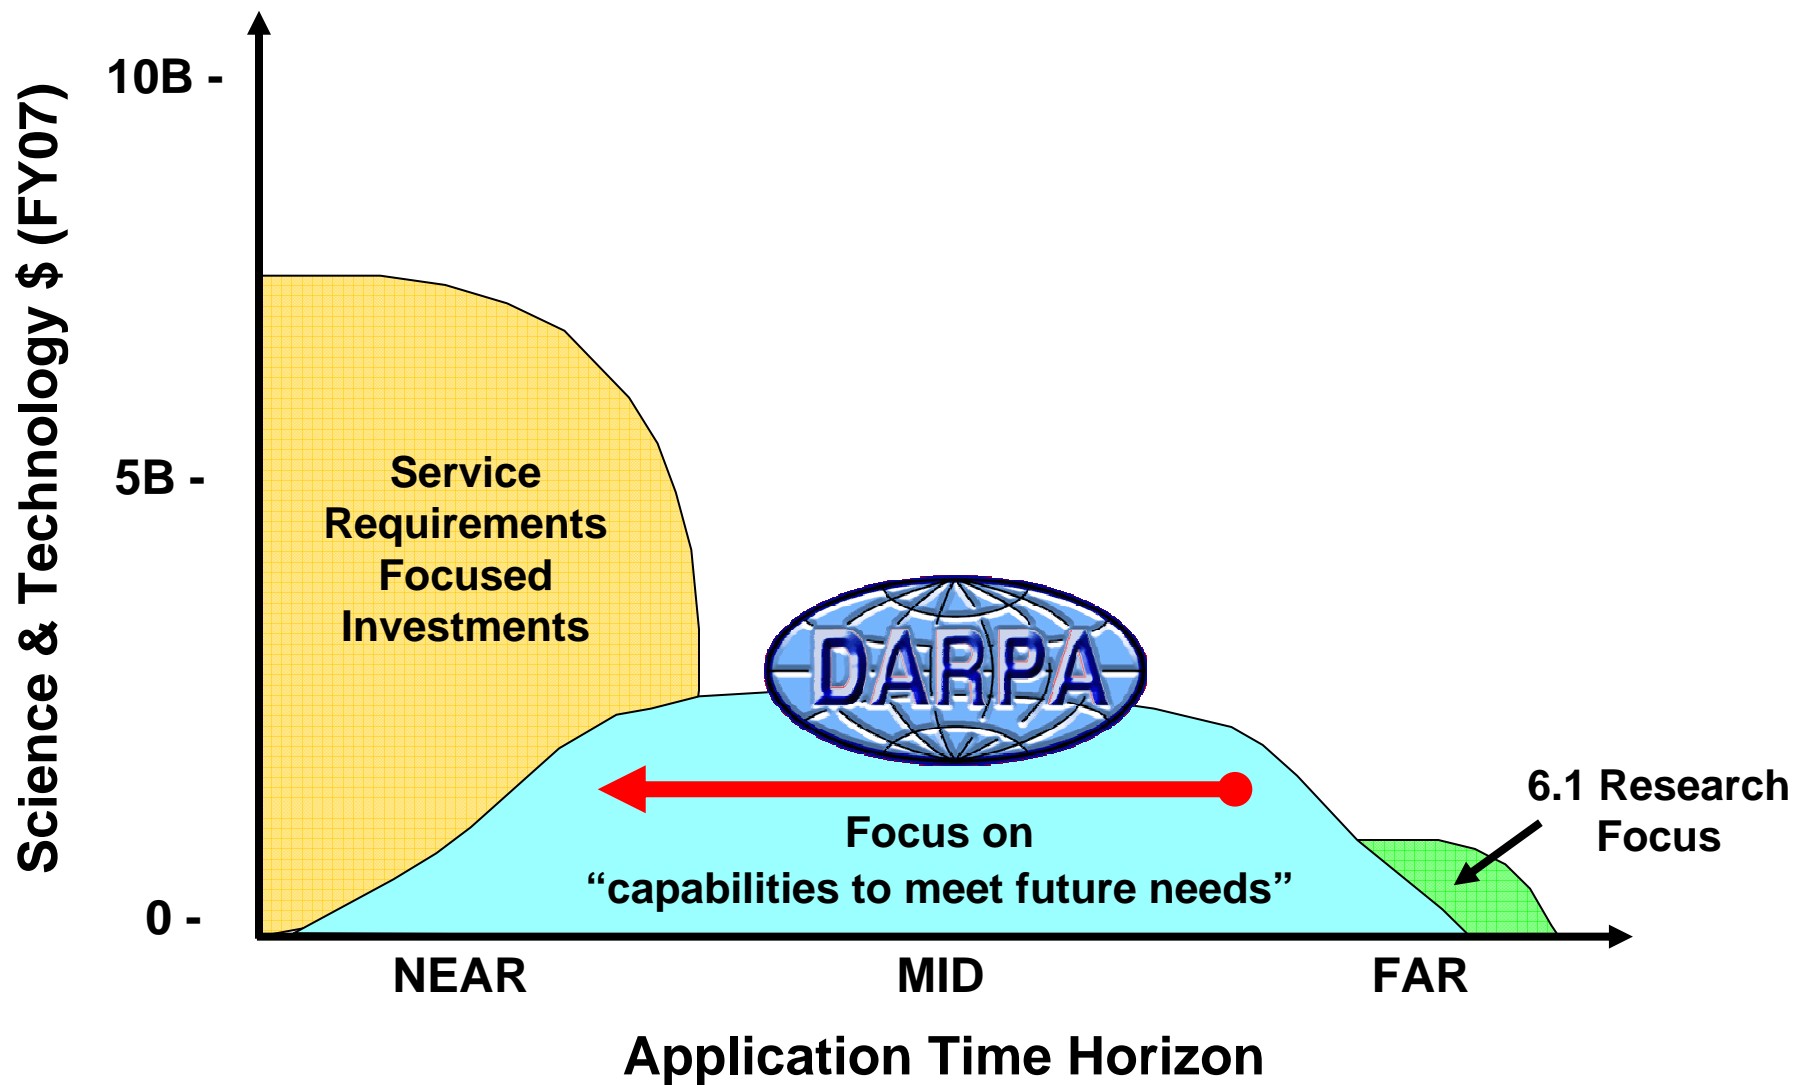 Science & Technology $ (FY07)
10B -
5B -
0 -
Service
Requirements
Focused
Investments
DARPA
Focus on
“capabilities to meet future needs”
6.1 Research
Focus
NEAR
MID
FAR
Application Time Horizon